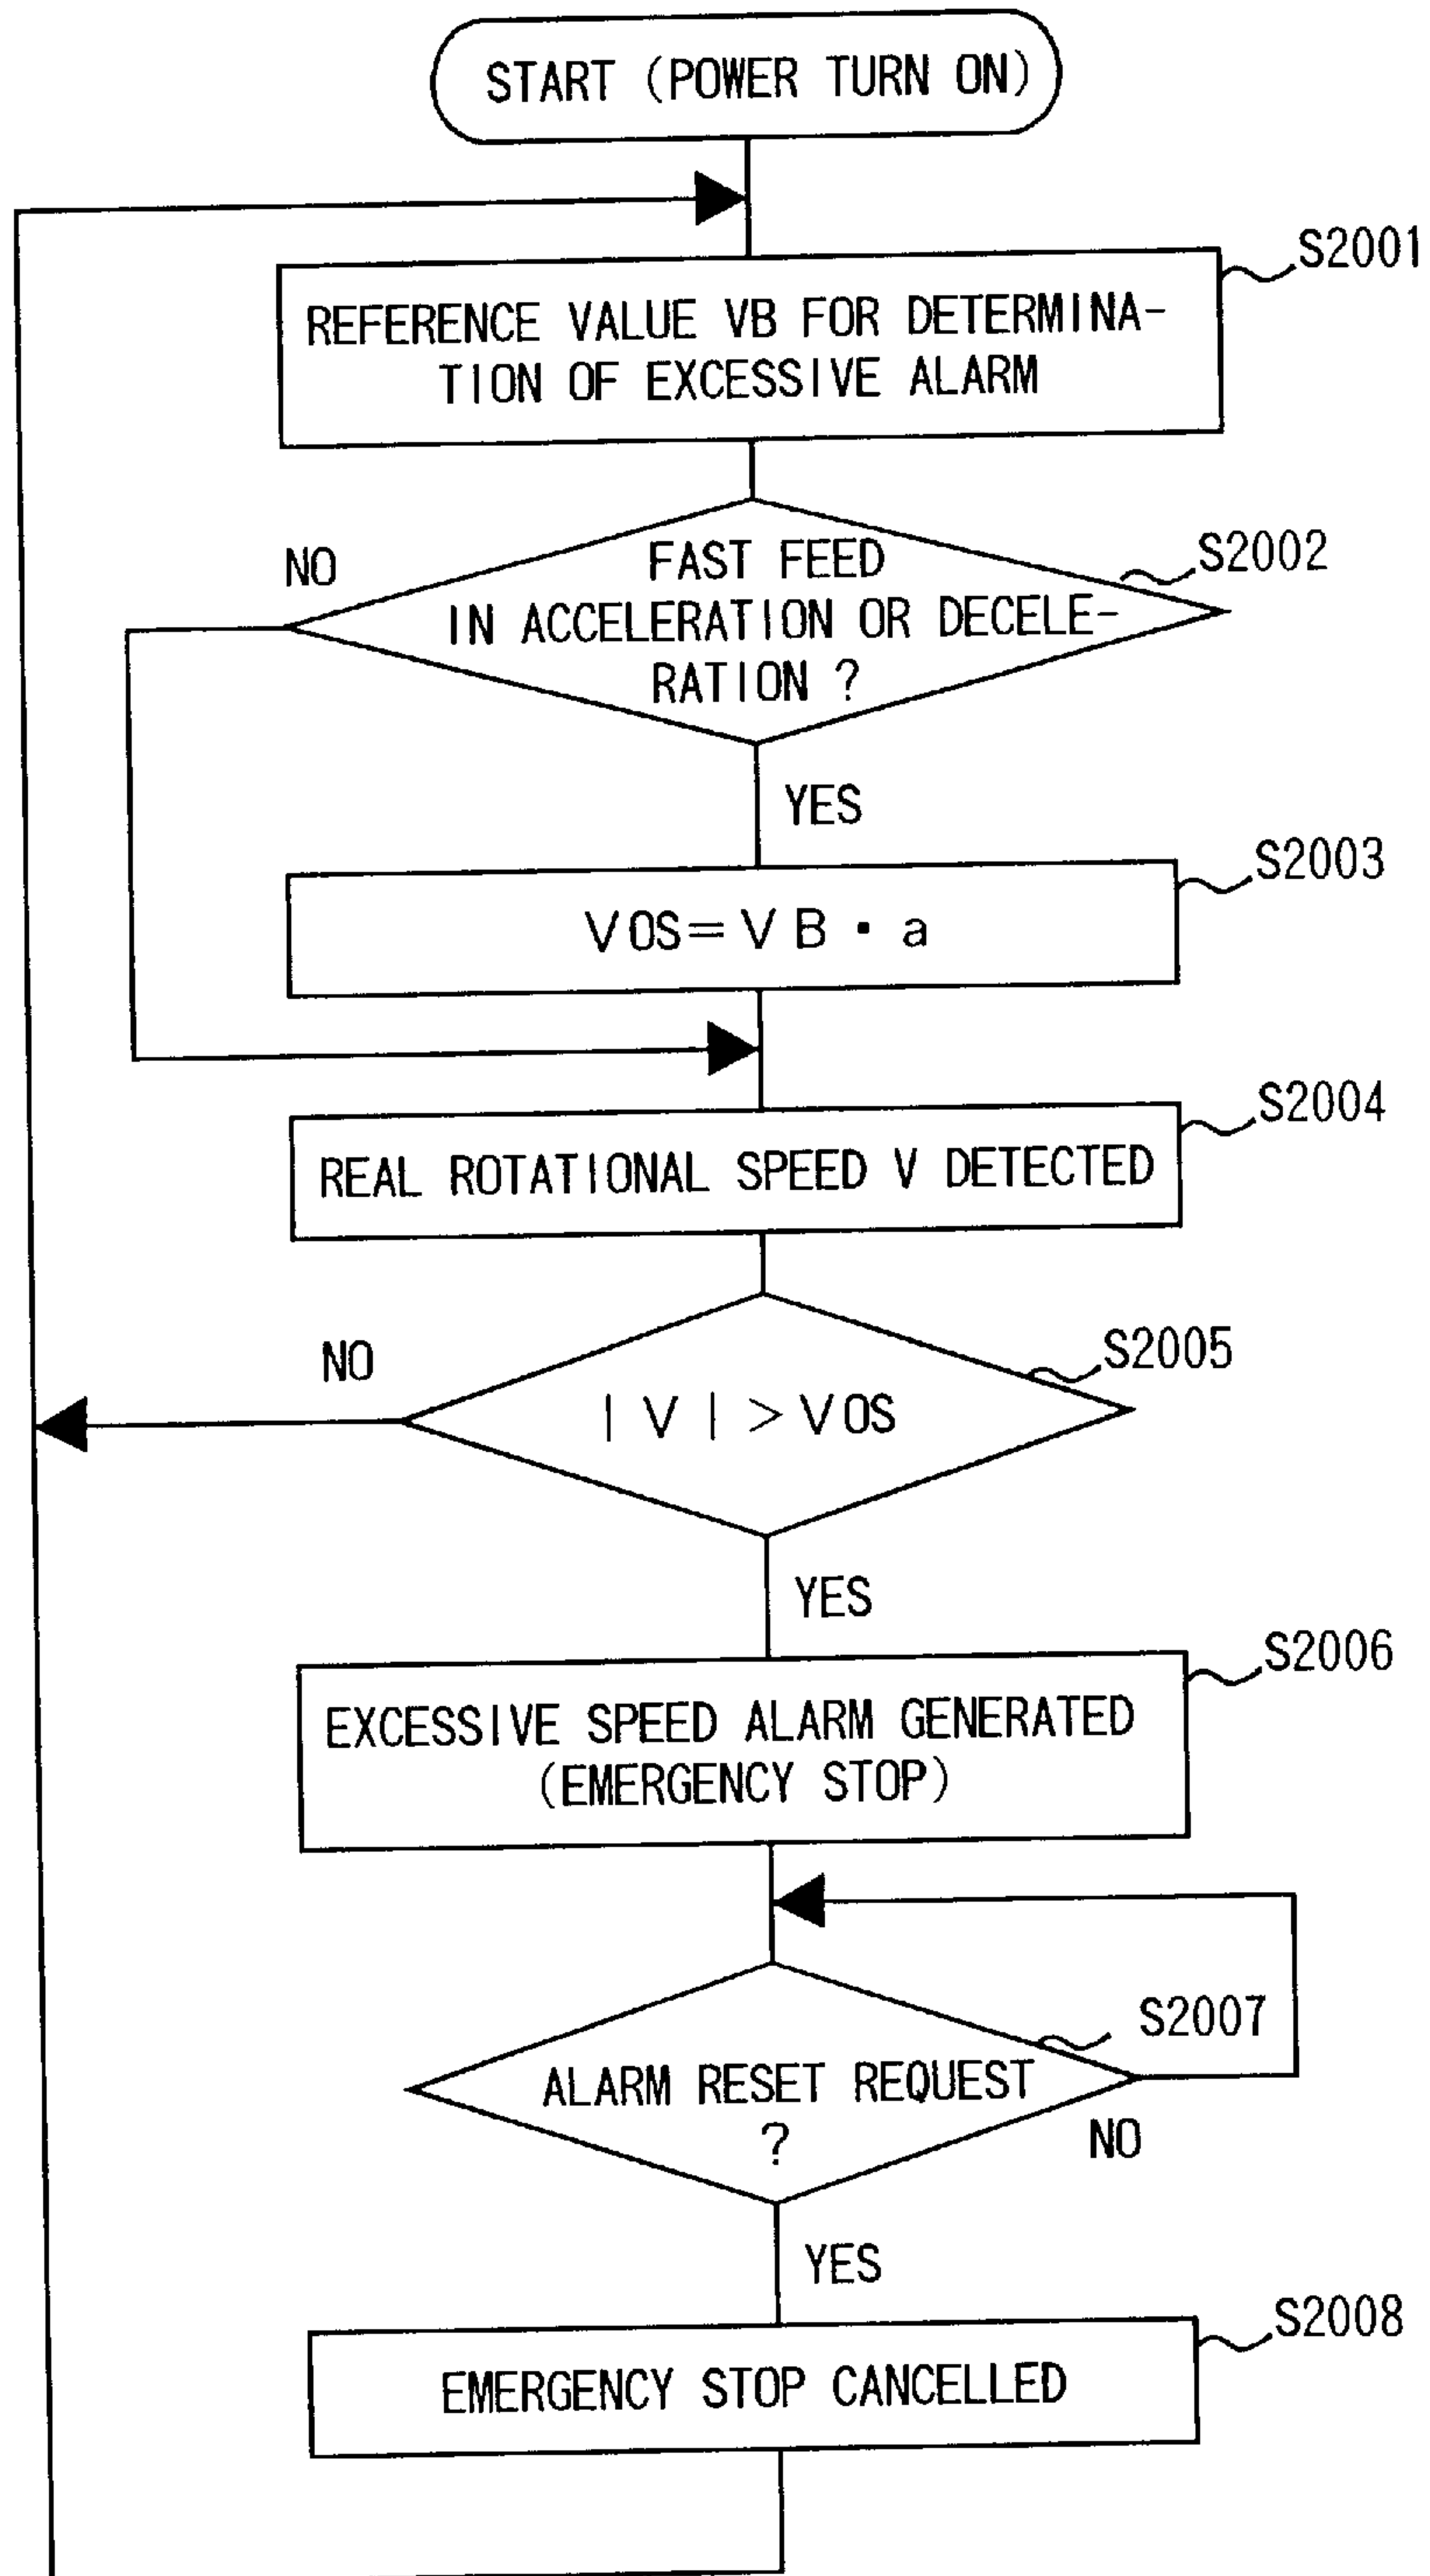 START (POWER TURN ON)
S2001
REFERENCE VALUE VB FOR DETERMINA-
TION OF EXCESSIVE ALARM
NO
S2002
FAST FEED
IN ACCELERATION OR DECELE-
RATION ?
YES
S2003
VOS=VB・a
S2004
REAL ROTATIONAL SPEED V DETECTED
NO
S2005
|V|>VOS
YES
S2006
EXCESSIVE SPEED ALARM GENERATED
(EMERGENCY STOP)
S2007
ALARM RESET REQUEST
?
NO
YES
S2008
EMERGENCY STOP CANCELLED